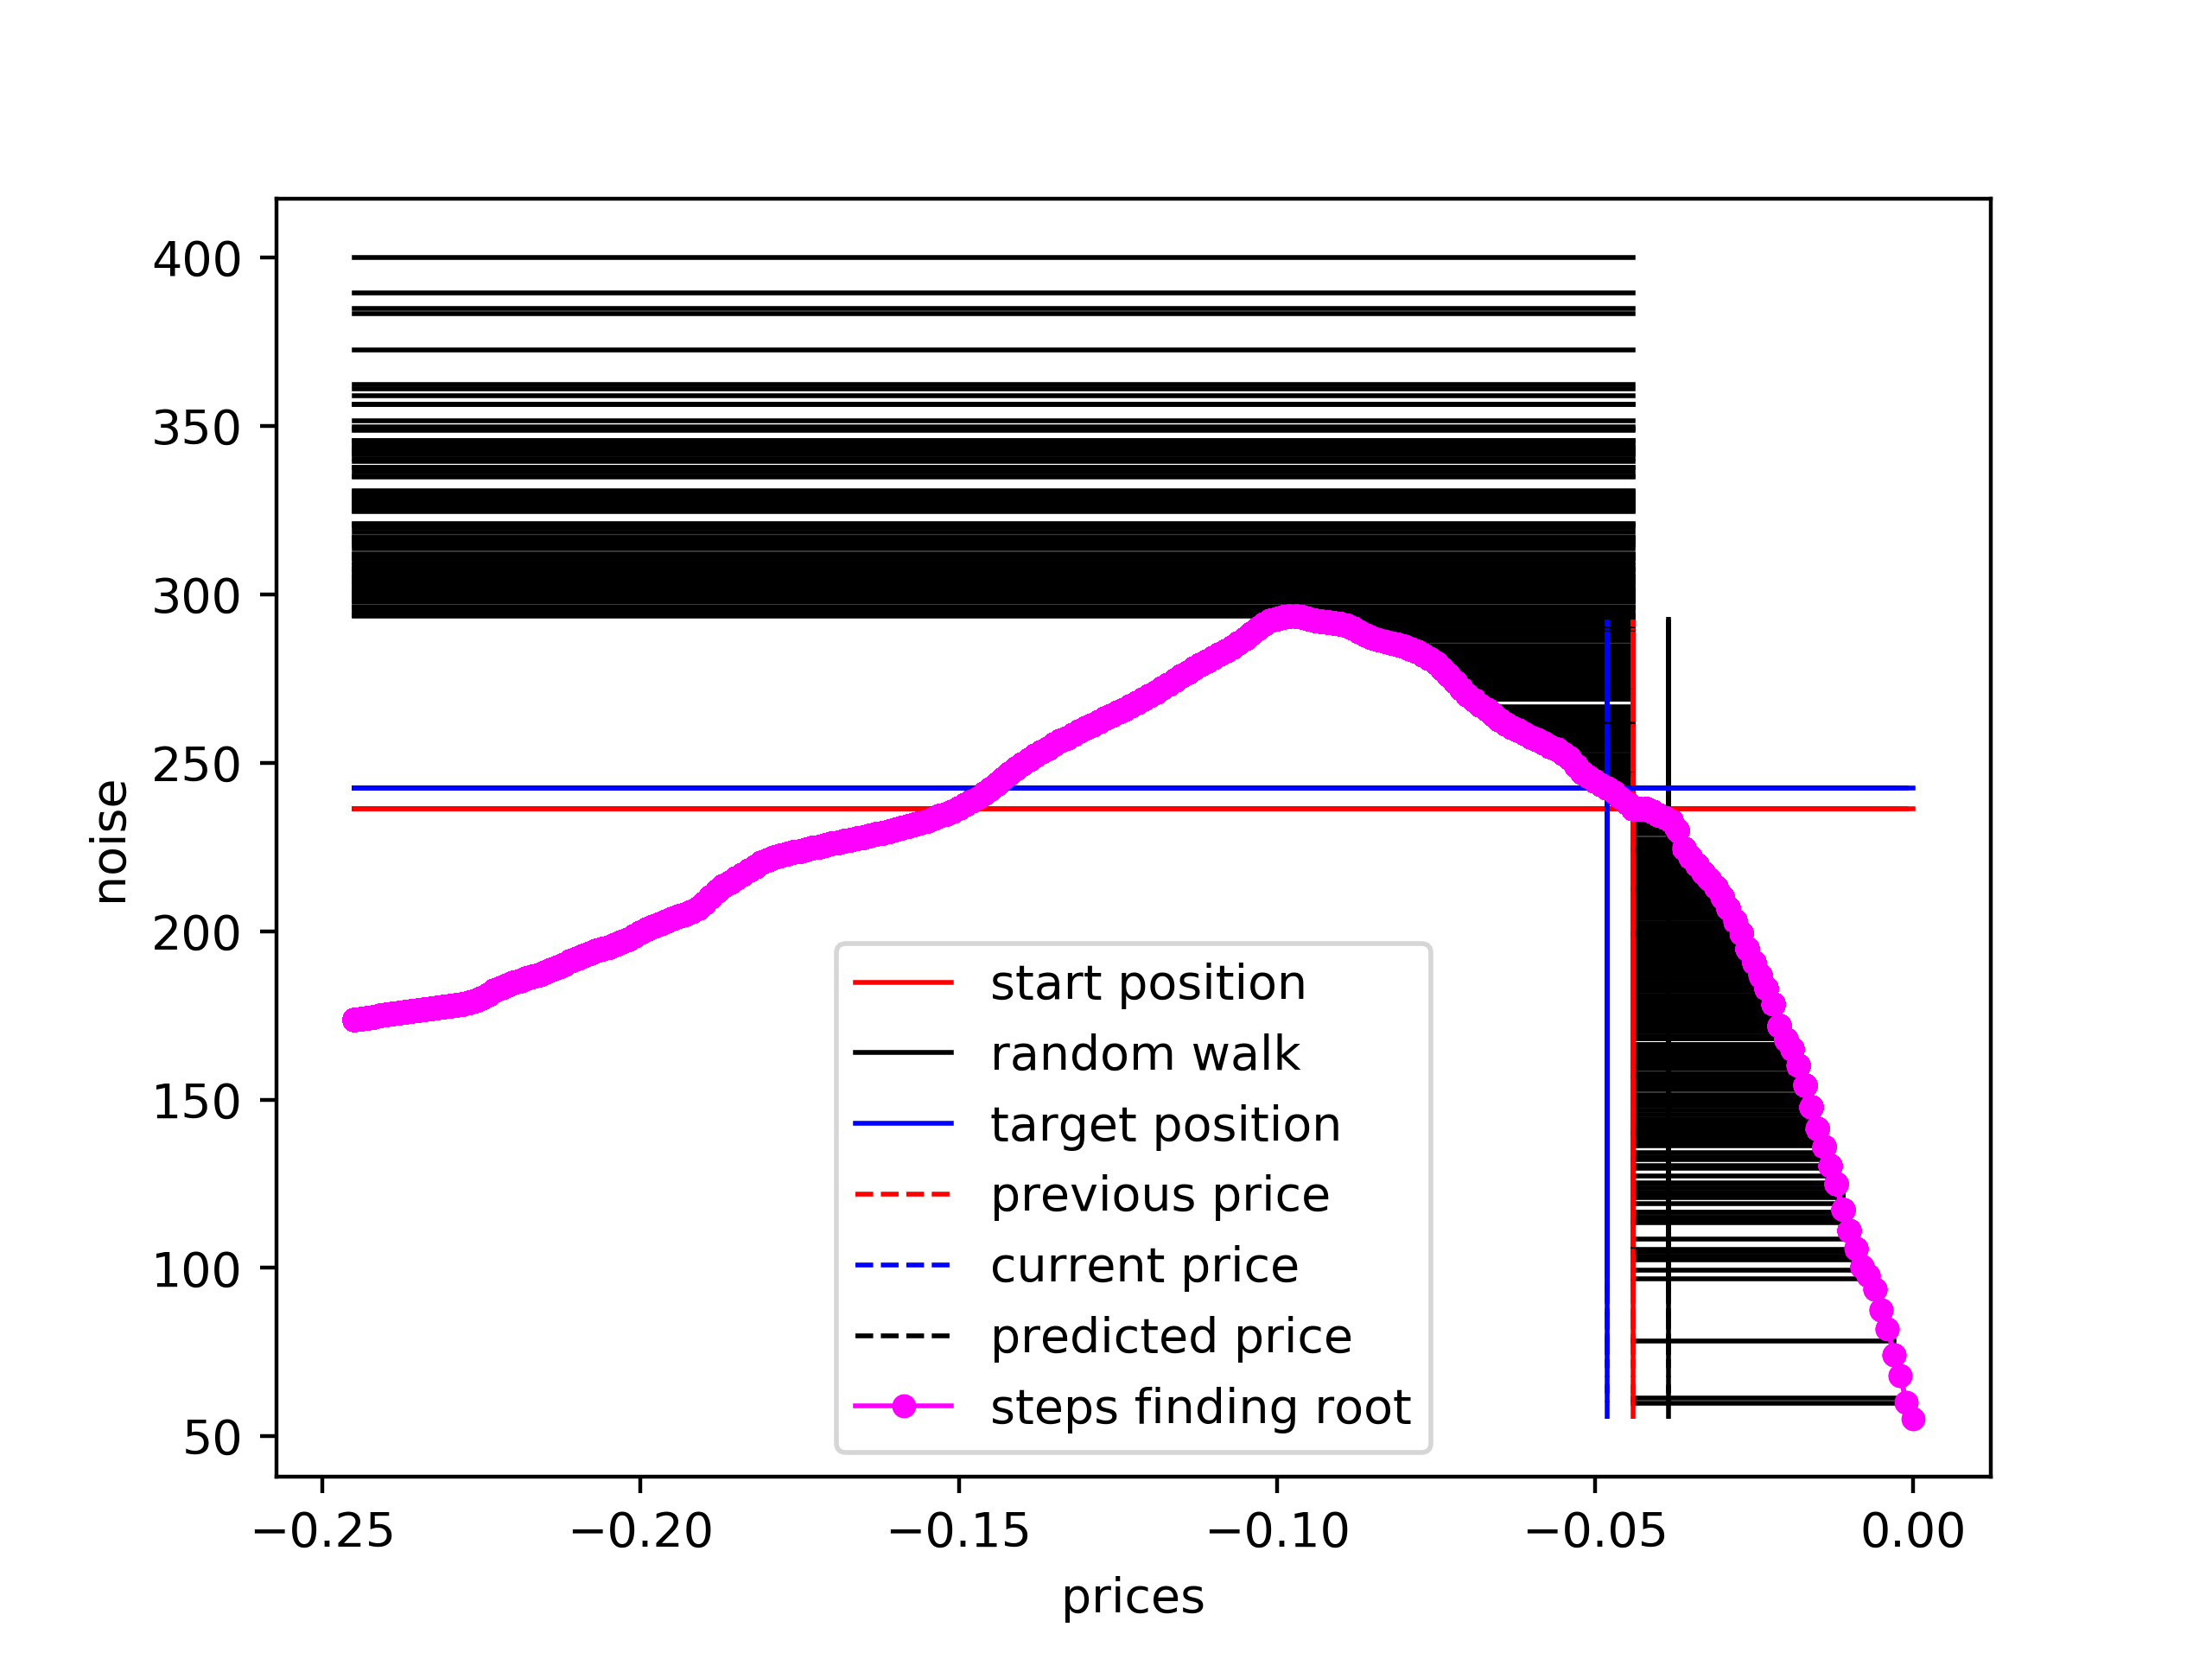 400
350
300
250
200
150
100
50
noise
start position
random walk
target position
previous price
current price
predicted price
steps finding root
−0.25 −0.20 −0.15 −0.10 −0.05 0.00
prices